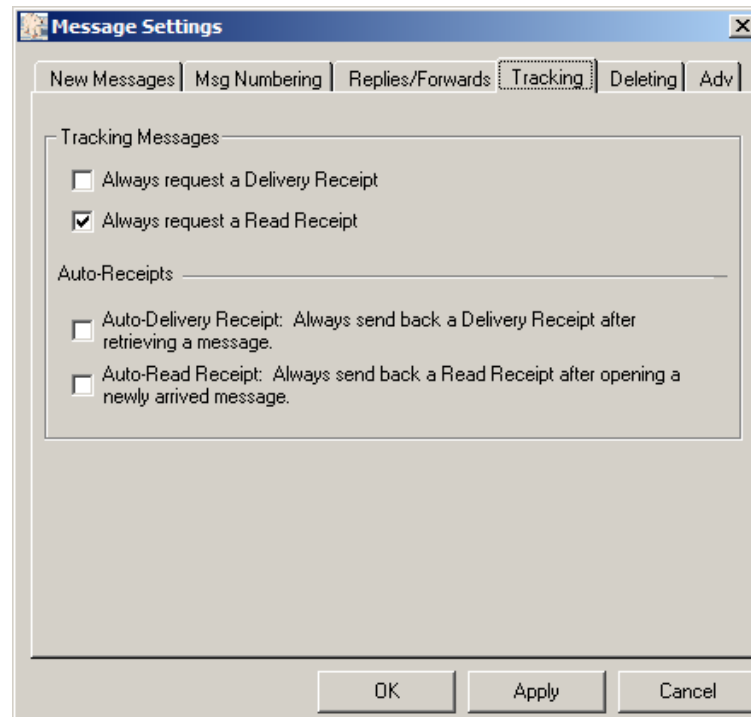 Message Settings
New Messages Msg Numbering Replies/Forwards Tracking Deleting Adv
Tracking Messages
Always request a Delivery Receipt
Always request a Read Receipt
Auto-Receipts
Auto-Delivery Receipt: Always send back a Delivery Receipt after
retrieving a message.
Auto-Read Receipt: Always send back a Read Receipt after opening a
newly arrived message.
OK Apply Cancel